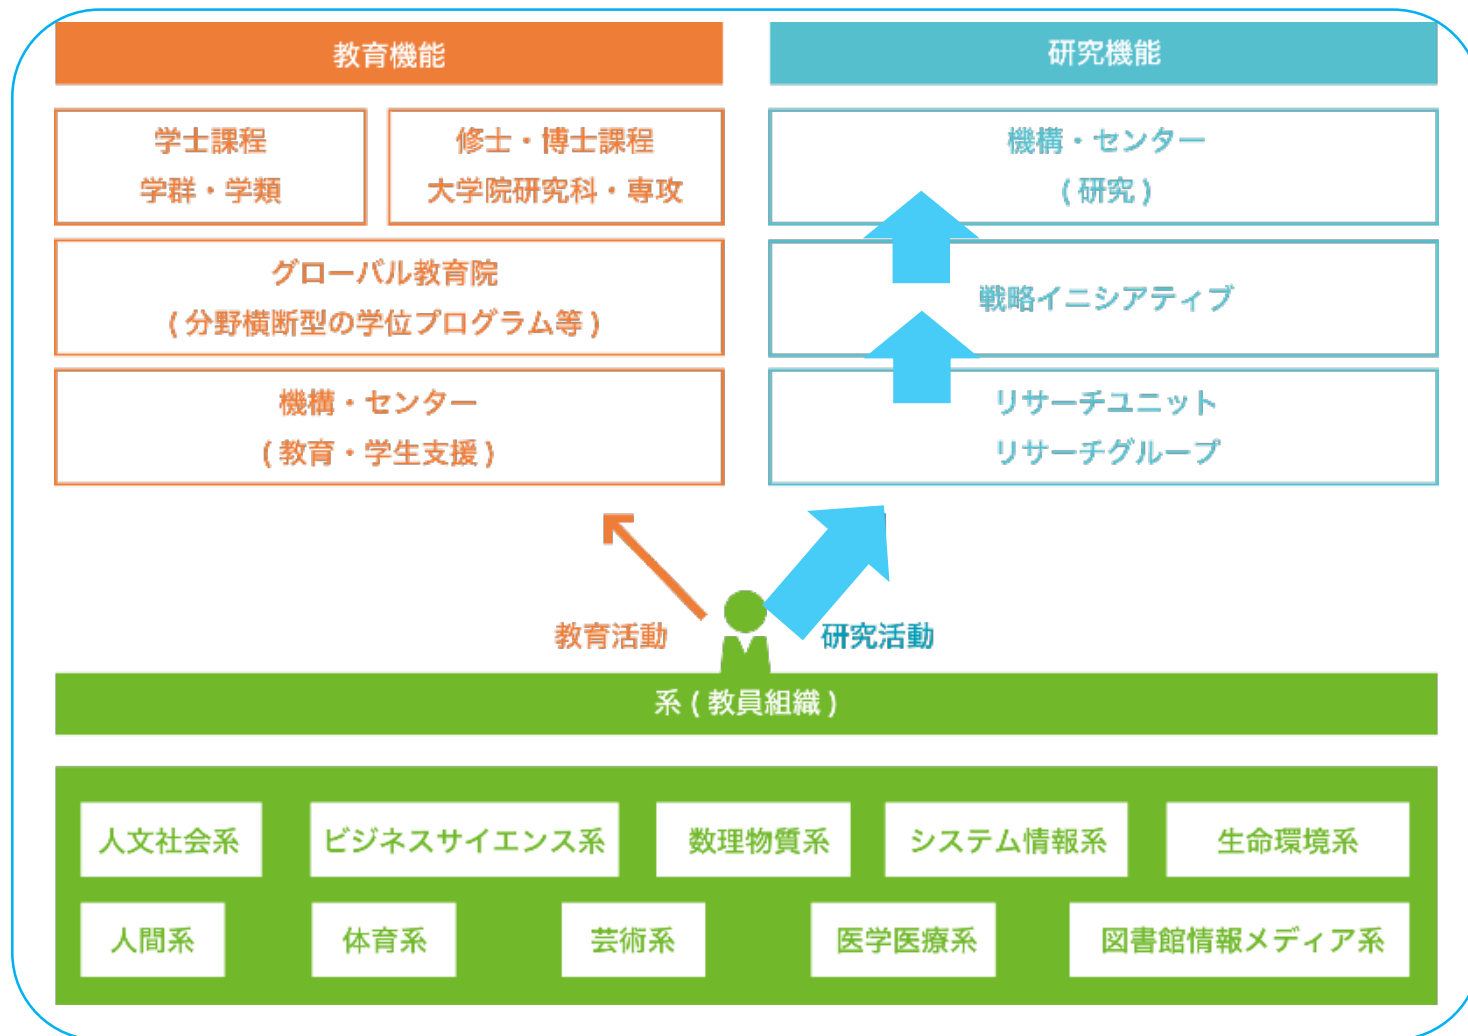 教育機能
研究機能
学士課程
学群・学類
修士・博士課程
大学院研究科・専攻
機構・センター
(研究)
グローバル教育院
(分野横断型の学位プログラム等)
戦略イニシアティブ
機構・センター
(教育・学生支援)
リサーチユニット
リサーチグループ
教育活動
研究活動
系(教員組織)
人文社会系
ビジネスサイエンス系
数理物質系
システム情報系
生命環境系
人間系
体育系
芸術系
医学医療系
図書館情報メディア系